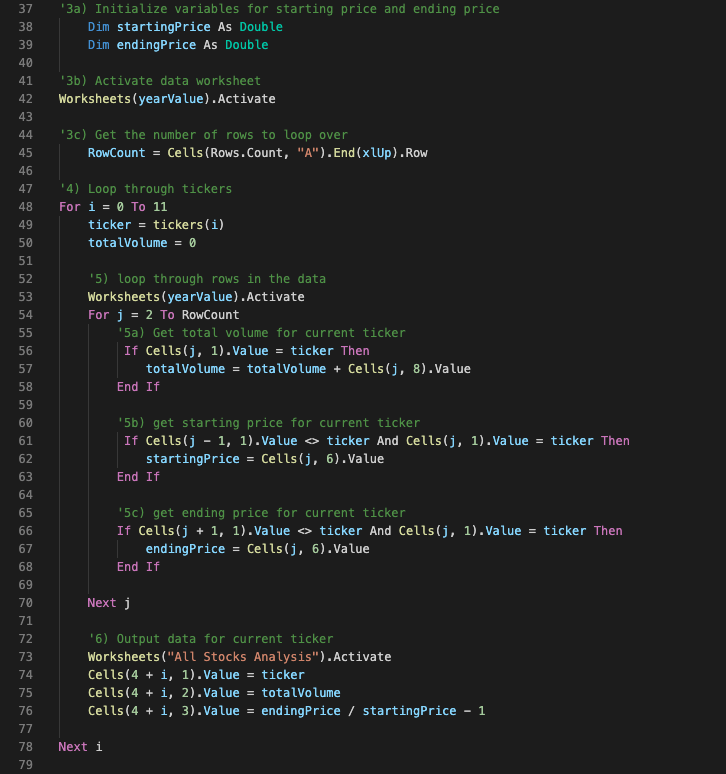 37 '3a) Initialize variables for starting price and ending price
38 Dim startingPrice As Double
39 Dim endingPrice As Double
40
41 '3b) Activate data worksheet
42 Worksheets(yearValue).Activate
43
44 '3c) Get the number of rows to loop over
45 RowCount = Cells(Rows.Count, "A").End(xlUp).Row
46
47 '4) Loop through tickers
48 For i = 0 To 11
49 ticker = tickers(i)
50 totalVolume = 0
51
52 '5) loop through rows in the data
53 Worksheets(yearValue).Activate
54 For j = 2 To RowCount
55 '5a) Get total volume for current ticker
56 If Cells(j, 1).Value = ticker Then
57 totalVolume = totalVolume + Cells(j, 8).Value
58 End If
59
60 '5b) get starting price for current ticker
61 If Cells(j - 1, 1).Value <> ticker And Cells(j, 1).Value = ticker Then
62 startingPrice = Cells(j, 6).Value
63 End If
64
65 '5c) get ending price for current ticker
66 If Cells(j + 1, 1).Value <> ticker And Cells(j, 1).Value = ticker Then
67 endingPrice = Cells(j, 6).Value
68 End If
69
70 Next j
71
72 '6) Output data for current ticker
73 Worksheets("All Stocks Analysis").Activate
74 Cells(4 + i, 1).Value = ticker
75 Cells(4 + i, 2).Value = totalVolume
76 Cells(4 + i, 3).Value = endingPrice / startingPrice - 1
77
78 Next i
79